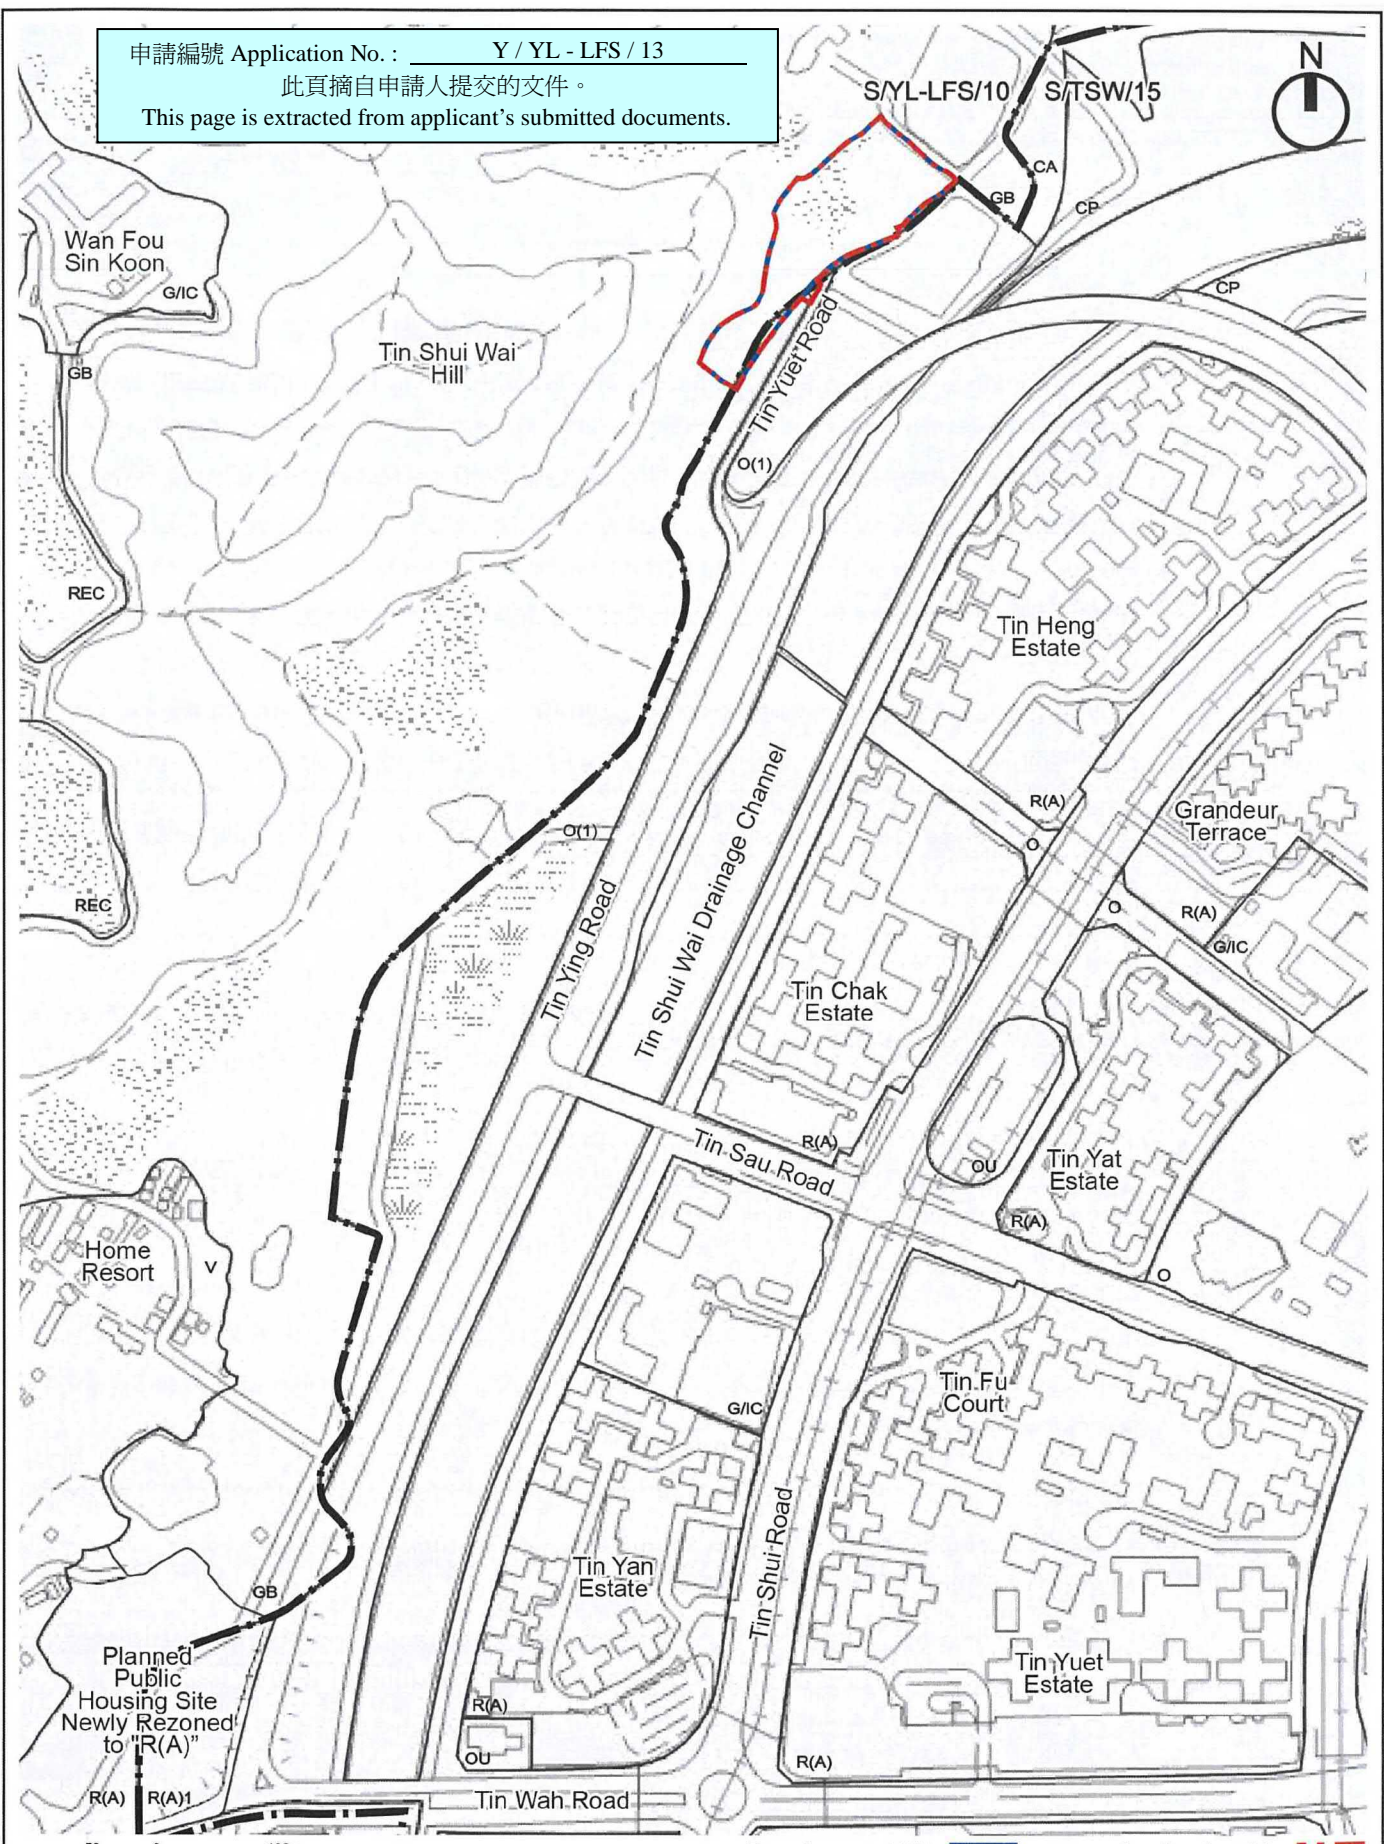 申請編號 Application No. : Y / YL - LFS / 13
此頁摘自申請人提交的文件。
This page is extracted from applicant's submitted documents.
N
S/YL-LFS/10
S/TSW/15
CA
GB
CP
Wan Fou
Sin Koon
G/IC
CP
GB
Tin Shui Wai
Hill
Tin Yuet Road
O(1)
REC
Tin Heng
Estate
R(A)
Grandeur
Terrace
O(1)
O
Tin Shui Wai Drainage Channel
REC
O
R(A)
G/IC
Tin Ying Road
Tin Chak
Estate
R(A)
Tin Sau Road
OU
Tin Yat
Estate
R(A)
Home
Resort
V
O
Tin Fu
Court
G/IC
Tin Shui Road
Tin Yan
Estate
GB
Planned
Public
Housing Site
Newly Rezoned
to "R(A)"
Tin Yuet
Estate
R(A)
OU
R(A)
R(A)
R(A)1
Tin Wah Road